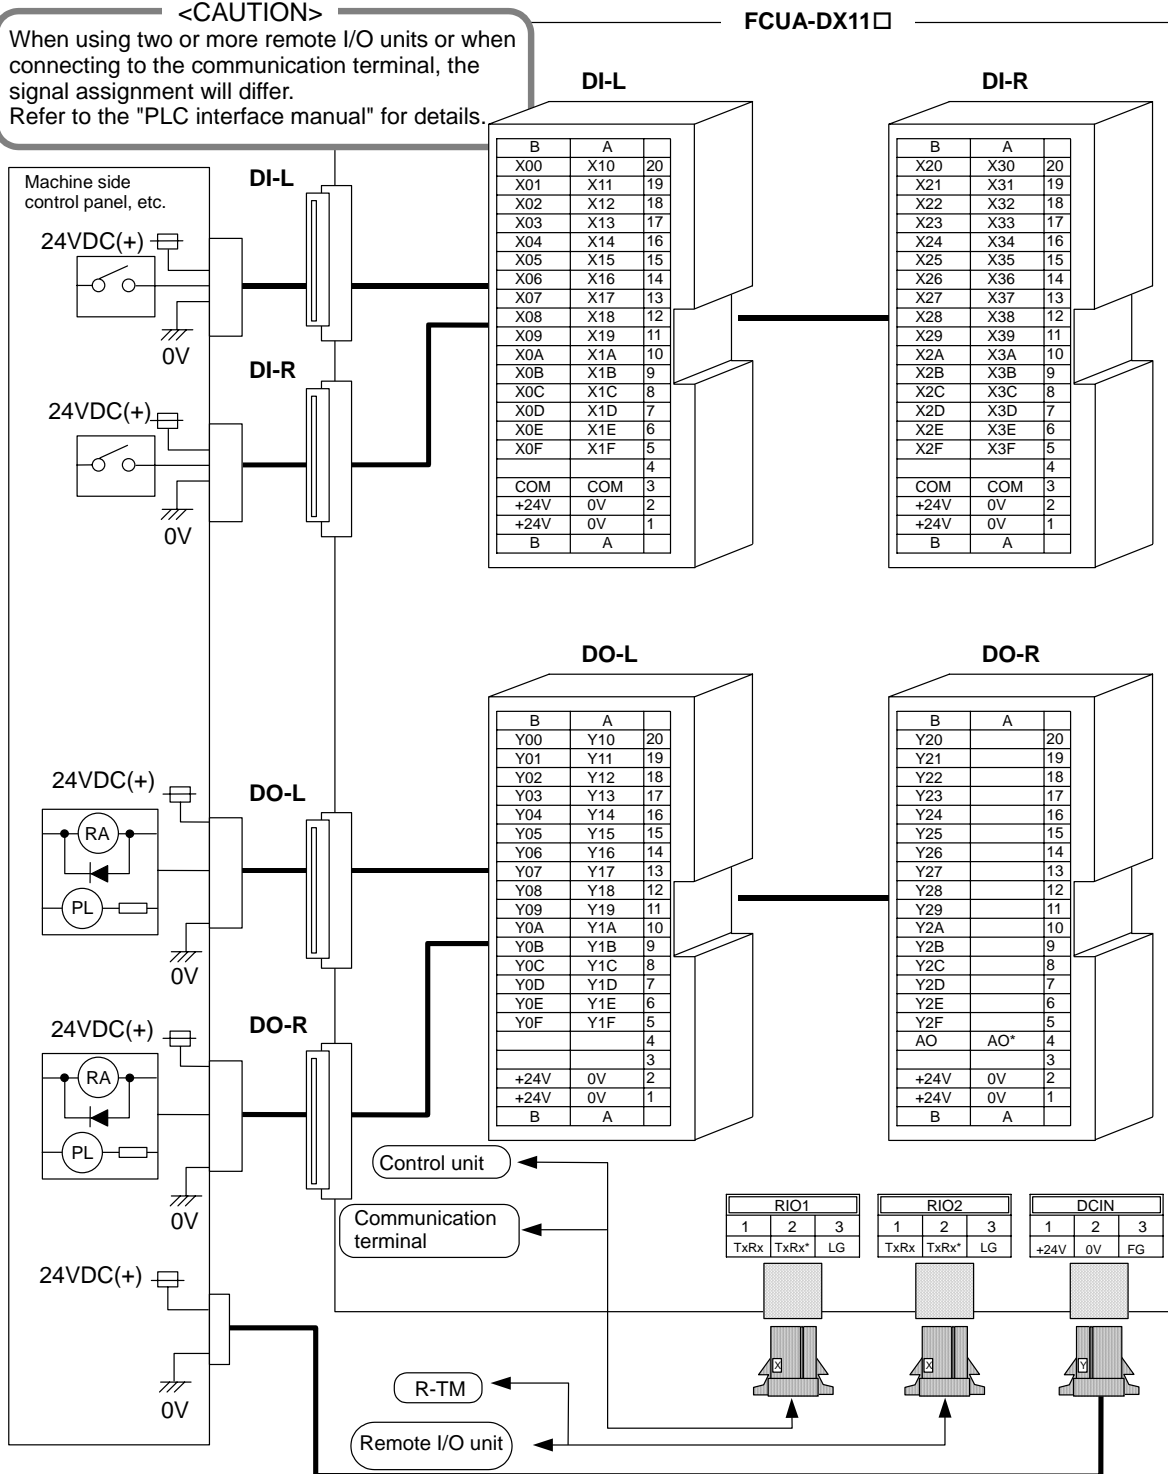 <CAUTION>
When using two or more remote I/O units or when
connecting to the communication terminal, the
signal assignment will differ.
Refer to the "PLC interface manual" for details.
FCUA-DX11□
DI-L
B A
X00 X10 20
X01 X11 19
X02 X12 18
X03 X13 17
X04 X14 16
X05 X15 15
X06 X16 14
X07 X17 13
X08 X18 12
X09 X19 11
X0A X1A 10
X0B X1B 9
X0C X1C 8
X0D X1D 7
X0E X1E 6
X0F X1F 5
4
COM COM 3
+24V 0V 2
+24V 0V 1
B A
DI-R
B A
X20 X30 20
X21 X31 19
X22 X32 18
X23 X33 17
X24 X34 16
X25 X35 15
X26 X36 14
X27 X37 13
X28 X38 12
X29 X39 11
X2A X3A 10
X2B X3B 9
X2C X3C 8
X2D X3D 7
X2E X3E 6
X2F X3F 5
4
COM COM 3
+24V 0V 2
+24V 0V 1
B A
Machine side
control panel, etc.
DI-L
24VDC(+)
0V
DI-R
24VDC(+)
0V
DO-L
B A
Y00 Y10 20
Y01 Y11 19
Y02 Y12 18
Y03 Y13 17
Y04 Y14 16
Y05 Y15 15
Y06 Y16 14
Y07 Y17 13
Y08 Y18 12
Y09 Y19 11
Y0A Y1A 10
Y0B Y1B 9
Y0C Y1C 8
Y0D Y1D 7
Y0E Y1E 6
Y0F Y1F 5
4
3
+24V 0V 2
+24V 0V 1
B A
DO-R
B A
Y20 20
Y21 19
Y22 18
Y23 17
Y24 16
Y25 15
Y26 14
Y27 13
Y28 12
Y29 11
Y2A 10
Y2B 9
Y2C 8
Y2D 7
Y2E 6
Y2F 5
AO AO* 4
3
+24V 0V 2
+24V 0V 1
B A
24VDC(+)
DO-L
RA
PL
0V
24VDC(+)
DO-R
RA
PL
0V
24VDC(+)
0V
Control unit
Communication
terminal
R-TM
Remote I/O unit
RIO1
1 2 3
TxRx TxRx* LG
X
RIO2
1 2 3
TxRx TxRx* LG
X
DCIN
1 2 3
+24V 0V FG
Y